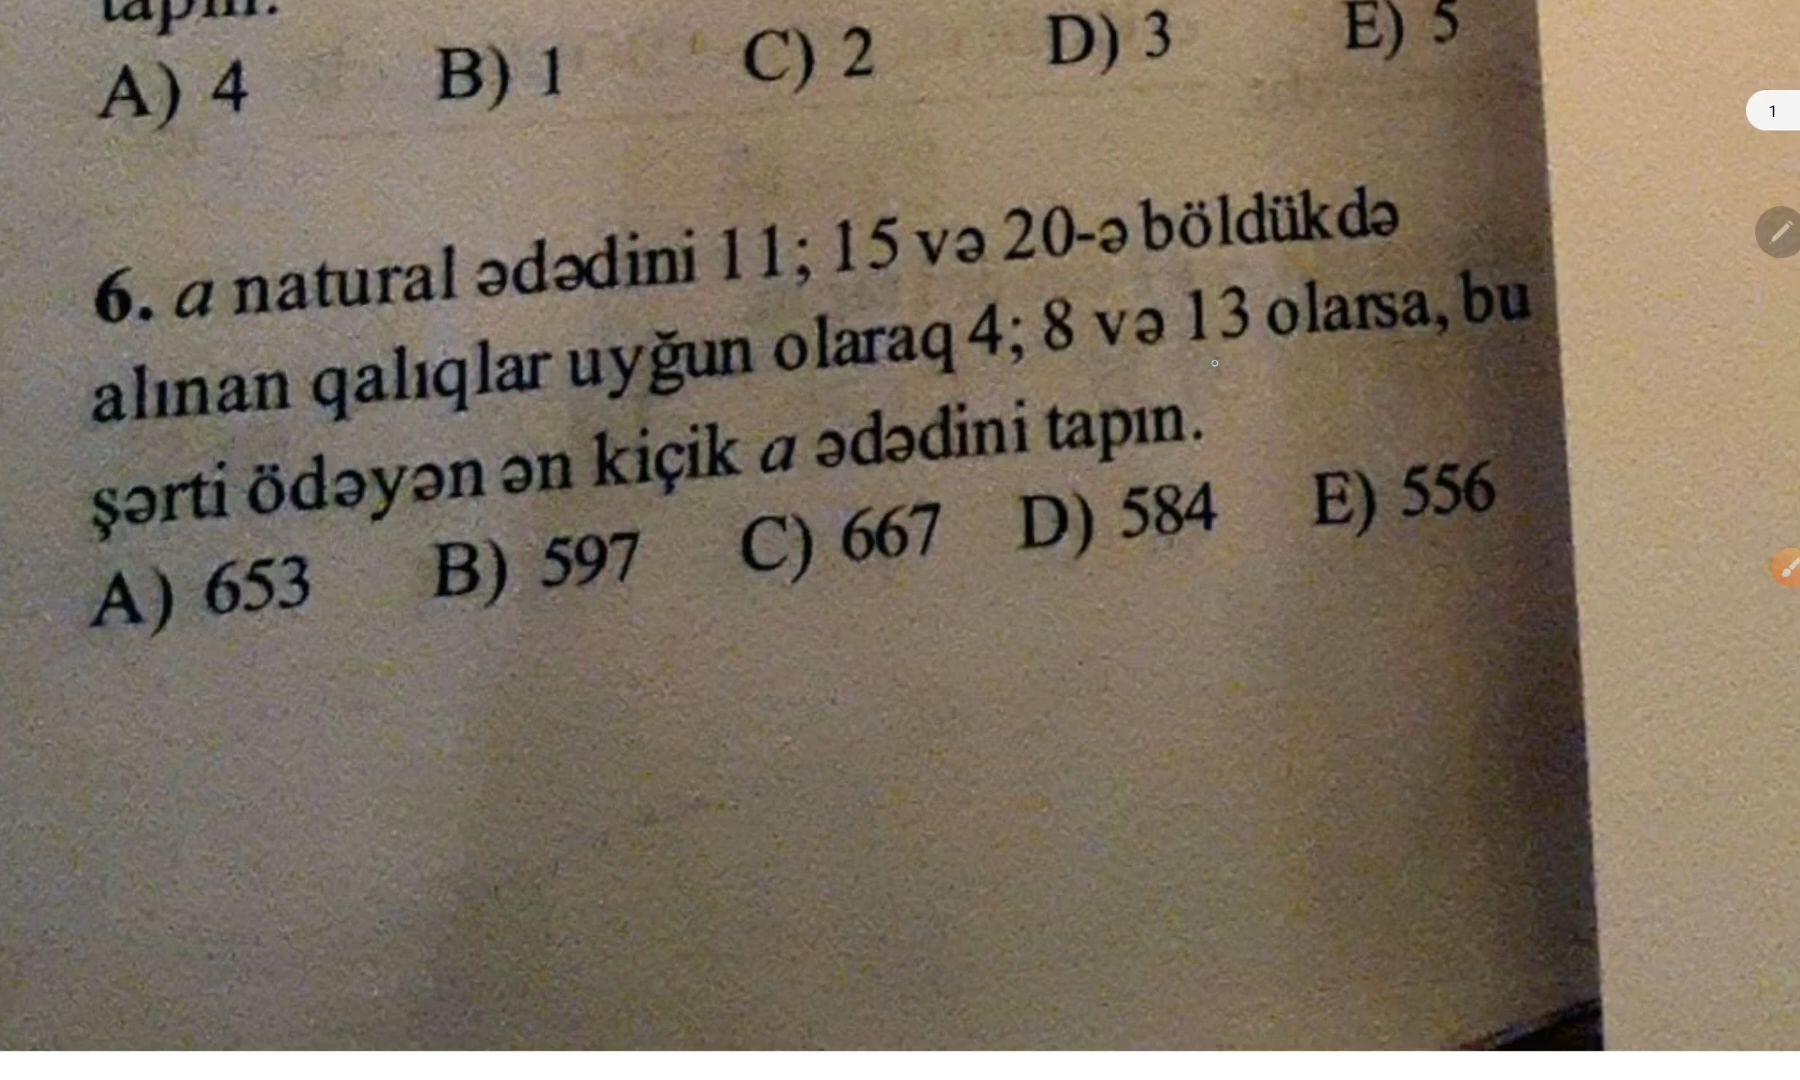 A) 4 B) 1 C) 2 D) 3 E) 5
6. a natural ədədini 11; 15 və 20-ə böldükdə
alınan qalıqlar uyğun olaraq 4; 8 və 13 olarsa, bu
şərti ödəyən ən kiçik a ədədini tapın.
A) 653 B) 597 C) 667 D) 584 E) 556
1